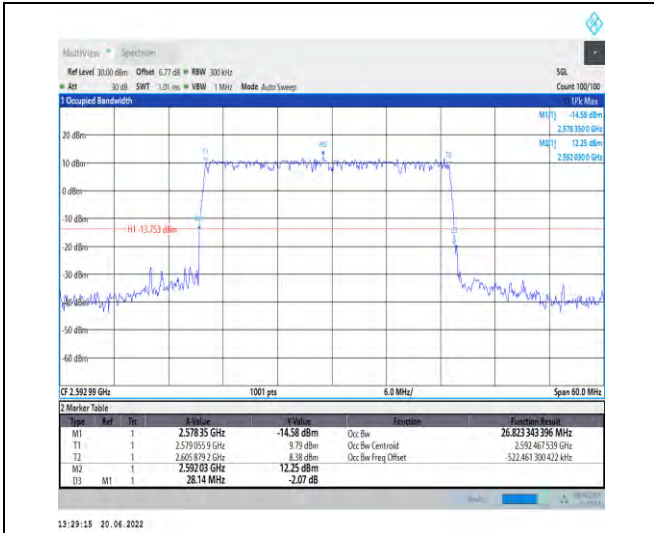 MultiView Spectrum
Ref Level 30.00 dBm Offset 6.77 dB RBW 300 kHz SGL
Att 30 dB SWT 1.01 ms VBW 1 MHz Mode Auto Sweep Count 100/100
1 Occupied Bandwidth 1Pk Max
M1[1] -14.58 dBm
2.578 350 0 GHz
M2[1] 12.25 dBm
2.592 030 0 GHz
20 dBm
T1 M2 T2
10 dBm
0 dBm
-10 dBm
M1
H1 -13.753 dBm
D3
-20 dBm
-30 dBm
-40 dBm
-50 dBm
-60 dBm
CF 2.592 99 GHz 1001 pts 6.0 MHz/ Span 60.0 MHz
2 Marker Table
Type Ref Trc X-Value Y-Value Function Function Result
M1 1 2.578 35 GHz -14.58 dBm Occ Bw 26.823 343 396 MHz
T1 1 2.579 055 9 GHz 9.79 dBm Occ Bw Centroid 2.592 467 539 GHz
T2 1 2.605 879 2 GHz 8.38 dBm Occ Bw Freq Offset -522.461 300 422 kHz
M2 1 2.592 03 GHz 12.25 dBm
D3 M1 1 28.14 MHz -2.07 dB
13:29:15 20.06.2022